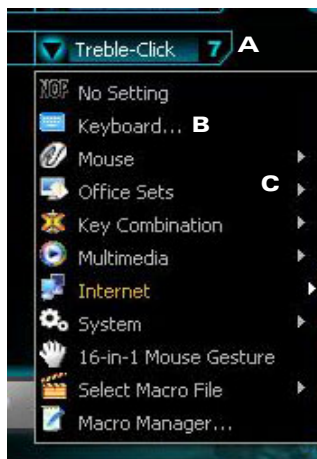 Treble-Click 7 A
NOP No Setting
Keyboard... B
Mouse
Office Sets C
Key Combination
Multimedia
Internet
System
16-in-1 Mouse Gesture
Select Macro File
Macro Manager...